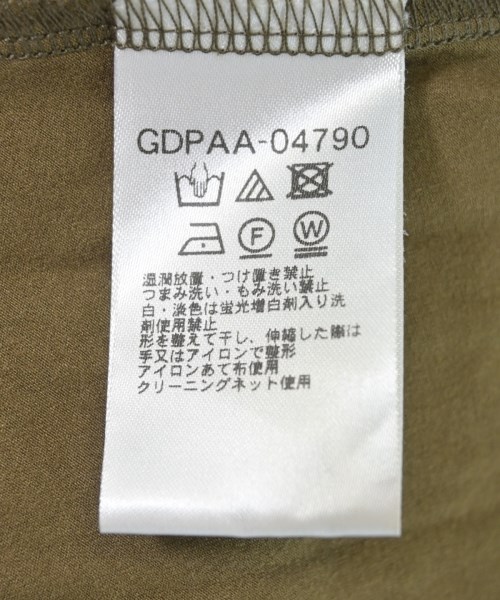 GDPAA-04790
F W
湿潤放置・つけ置き禁止
つまみ洗い・もみ洗い禁止
白・淡色は蛍光増白剤入り洗
剤使用禁止
形を整えて干し、伸縮した際は
手又はアイロンで整形
アイロンあて布使用
クリーニングネット使用